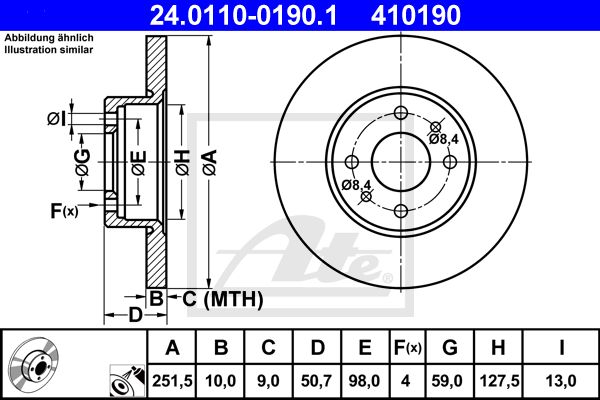 24.0110-0190.1 410190
Abbildung ähnlich
Illustration similar
ØI
ØG
ØE
ØH
ØA
F(x)
Ø8,4
Ø8,4
B
C (MTH)
D
Ate
A B C D E F(x) G H I
251,5 10,0 9,0 50,7 98,0 4 59,0 127,5 13,0